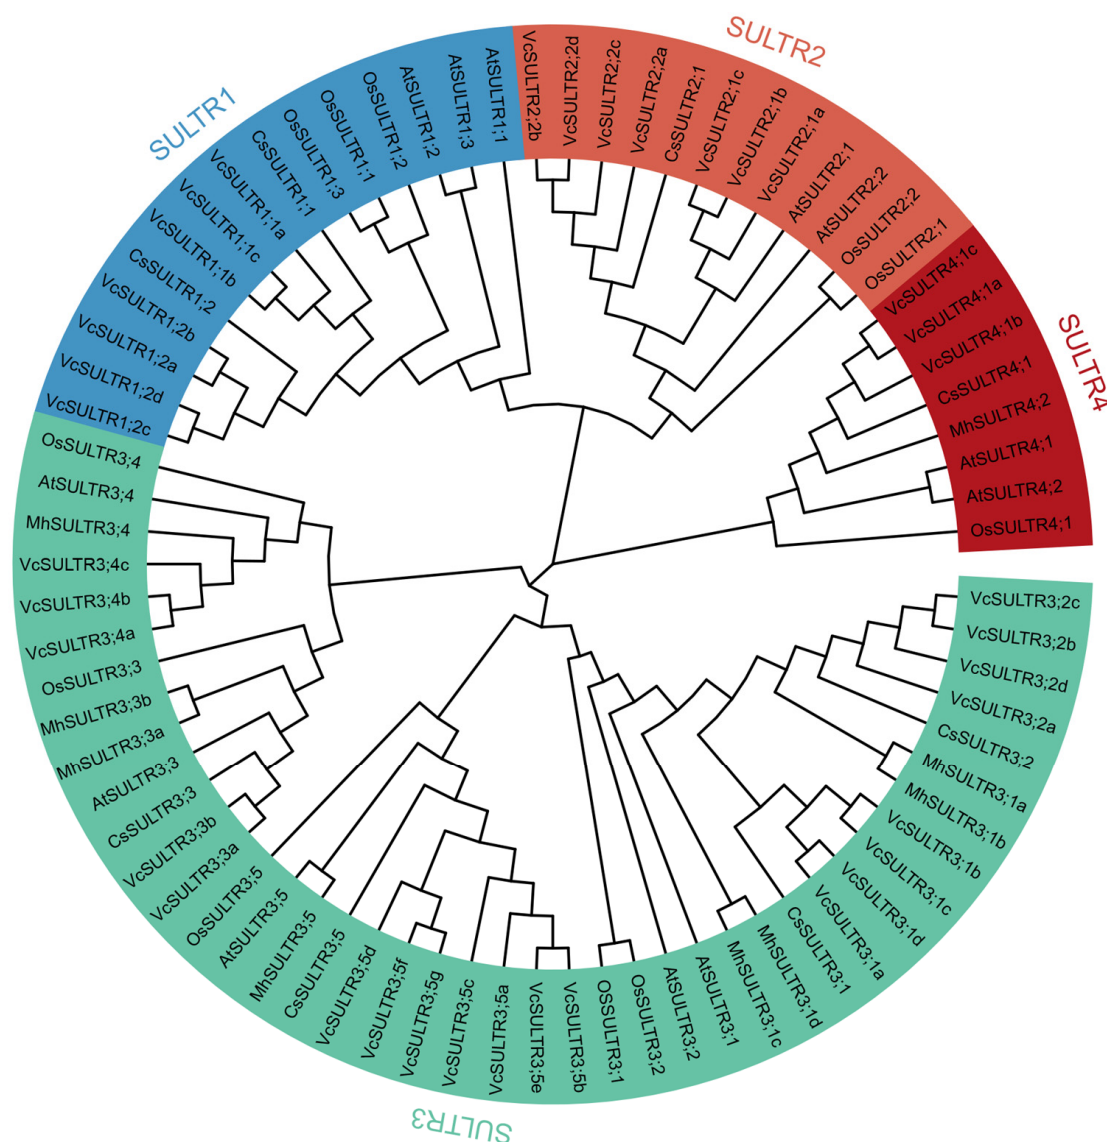 SULTR1
SULTR2
SULTR4
SULTR3
VcSULTR2;2b
VcSULTR2;2d
VcSULTR2;2c
VcSULTR2;2a
CsSULTR2;1
VcSULTR2;1c
VcSULTR2;1b
VcSULTR2;1a
AtSULTR2;1
AtSULTR2;2
OsSULTR2;2
OsSULTR2;1
VcSULTR4;1c
VcSULTR4;1a
VcSULTR4;1b
CsSULTR4;1
MhSULTR4;2
AtSULTR4;1
AtSULTR4;2
OsSULTR4;1
VcSULTR3;2c
VcSULTR3;2b
VcSULTR3;2d
VcSULTR3;2a
CsSULTR3;2
MhSULTR3;1a
MhSULTR3;1b
VcSULTR3;1b
VcSULTR3;1c
VcSULTR3;1d
VcSULTR3;1a
CsSULTR3;1
MhSULTR3;1d
MhSULTR3;1c
AtSULTR3;1
AtSULTR3;2
OsSULTR3;2
OSSULTR3;1
VcSULTR3;5b
VcSULTR3;5e
VcSULTR3;5a
VcSULTR3;5c
VcSULTR3;5g
VcSULTR3;5f
VcSULTR3;5d
CsSULTR3;5
MhSULTR3;5
AtSULTR3;5
OsSULTR3;5
VcSULTR3;3a
VcSULTR3;3b
CsSULTR3;3
AtSULTR3;3
MhSULTR3;3a
MhSULTR3;3b
OsSULTR3;3
VcSULTR3;4a
VcSULTR3;4b
VcSULTR3;4c
MhSULTR3;4
AtSULTR3;4
OsSULTR3;4
VcSULTR1;2c
VcSULTR1;2d
VcSULTR1;2a
VcSULTR1;2b
CsSULTR1;2
VcSULTR1;1b
VcSULTR1;1c
VcSULTR1;1a
CsSULTR1;1
OsSULTR1;3
OsSULTR1;1
OsSULTR1;2
AtSULTR1;2
AtSULTR1;3
AtSULTR1;1